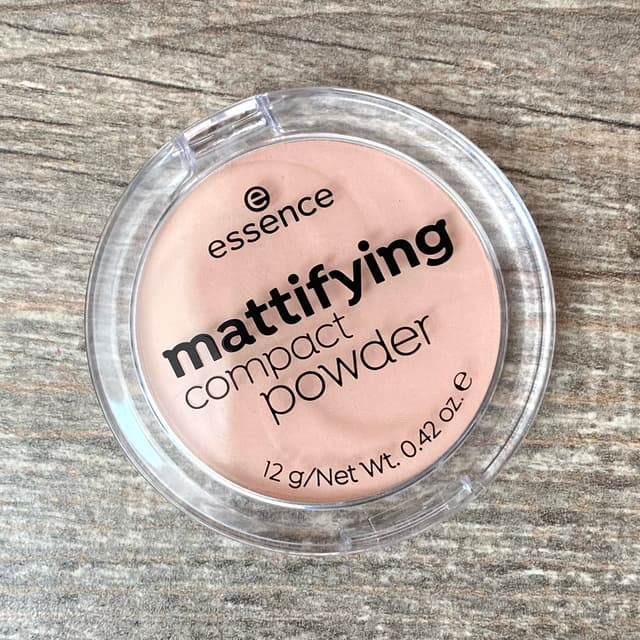 e
essence
mattifying
compact
powder
12 g/Net Wt. 0.42 oz. ℮